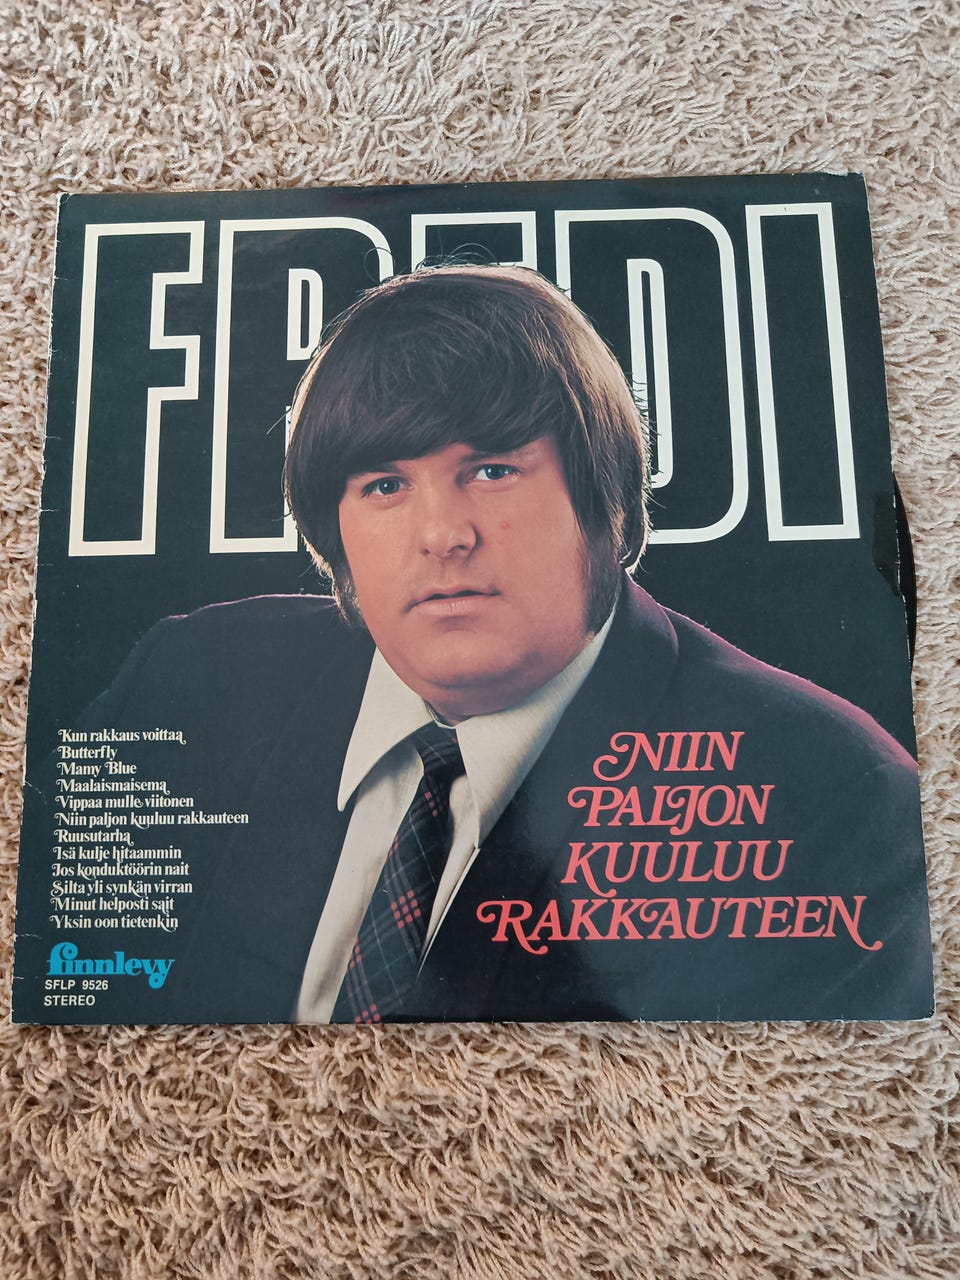 FREDI
Kun rakkaus voittaa
Butterfly
Mamy Blue
Maalaismaisema
Vippaa mulle viitonen
Niin paljon kuuluu rakkauteen
Ruusutarha
Isä kulje hitaammin
Jos konduktöörin nait
Silta yli synkän virran
Minut helposti sait
Yksin oon tietenkin
finnlevy
SFLP 9526
STEREO
NIIN
PALJON
KUULUU
RAKKAUTEEN